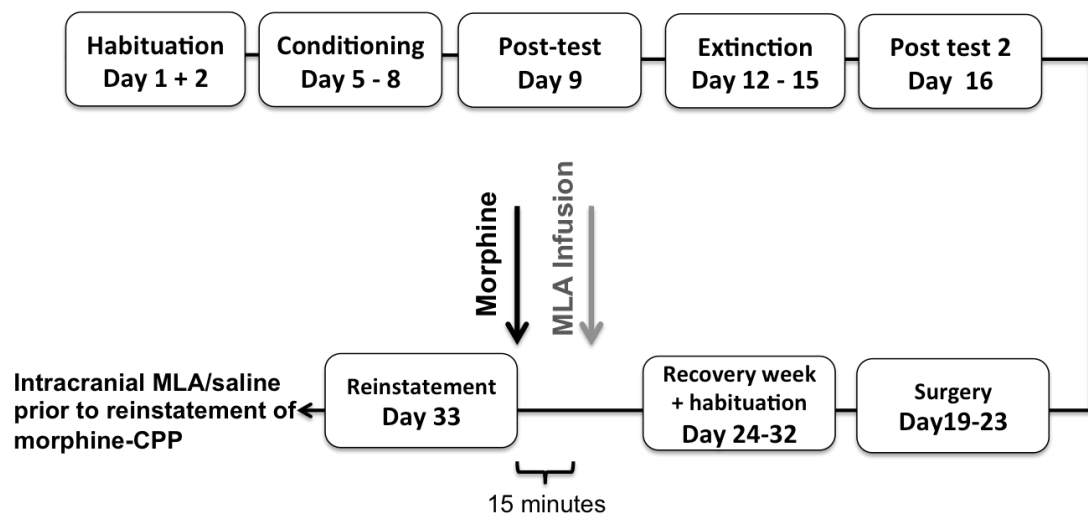 Habituation
Day 1 + 2
Conditioning
Day 5 - 8
Post-test
Day 9
Extinction
Day 12 - 15
Post test 2
Day 16
Morphine
MLA Infusion
Intracranial MLA/saline
prior to reinstatement of
morphine-CPP
Reinstatement
Day 33
Recovery week
+ habituation
Day 24-32
Surgery
Day19-23
15 minutes